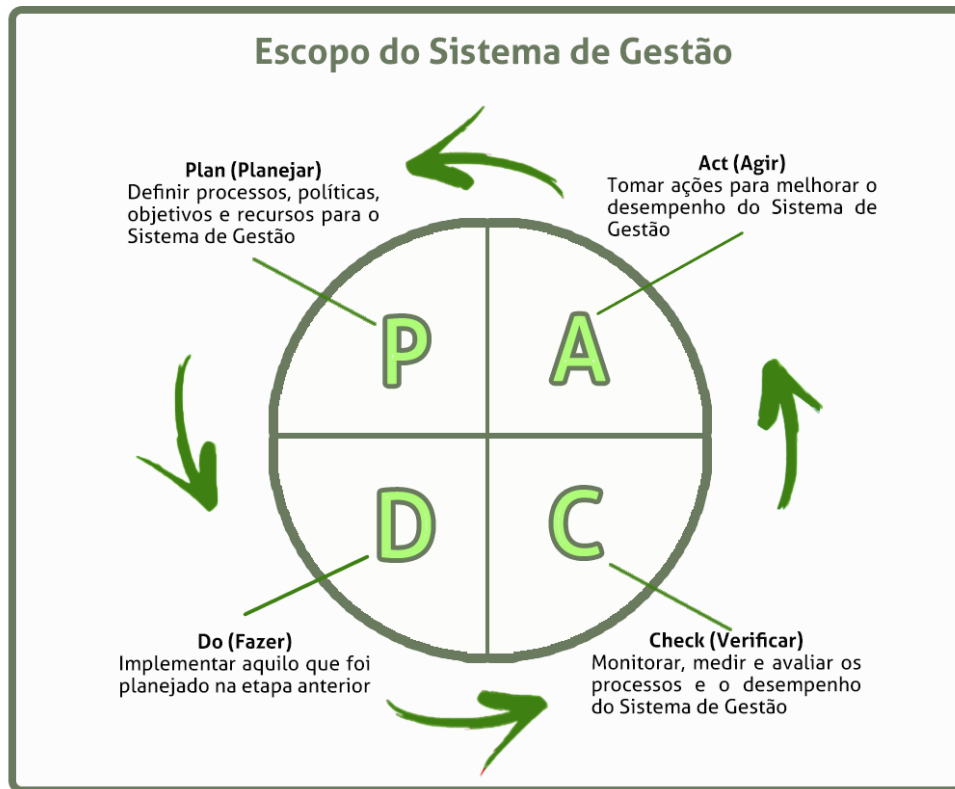 Escopo do Sistema de Gestão
Plan (Planejar)
Definir processos, políticas,
objetivos e recursos para o
Sistema de Gestão
Act (Agir)
Tomar ações para melhorar o
desempenho do Sistema de
Gestão
P
A
D
C
Do (Fazer)
Implementar aquilo que foi
planejado na etapa anterior
Check (Verificar)
Monitorar, medir e avaliar os
processos e o desempenho
do Sistema de Gestão